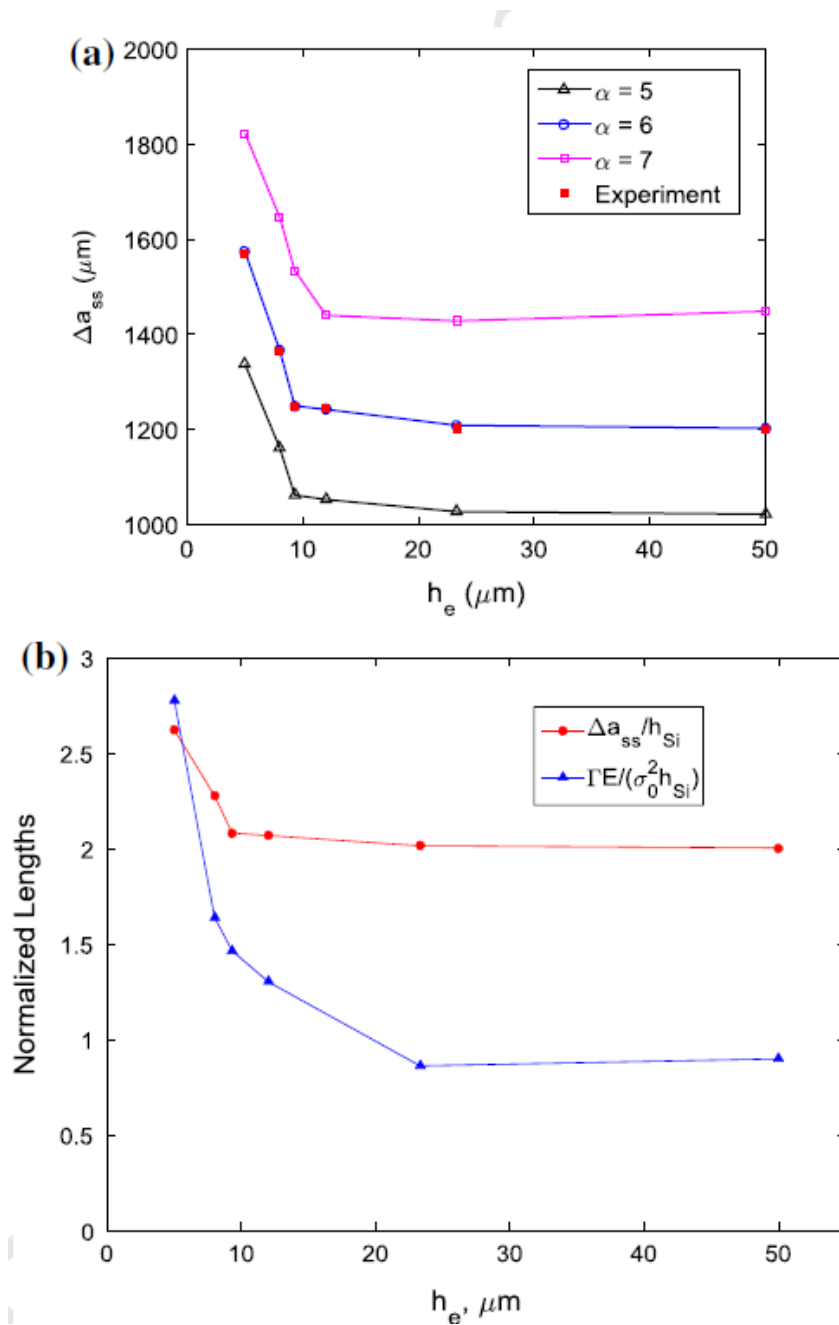 (a)
2000
1800
1600
1400
1200
1000
Δa_ss (μm)
α = 5
α = 6
α = 7
Experiment
0 10 20 30 40 50
h_e (μm)
(b)
3
2.5
2
1.5
1
0.5
0
Normalized Lengths
Δa_ss/h_Si
ΓE/(σ_0^2h_Si)
0 10 20 30 40 50
h_e, μm